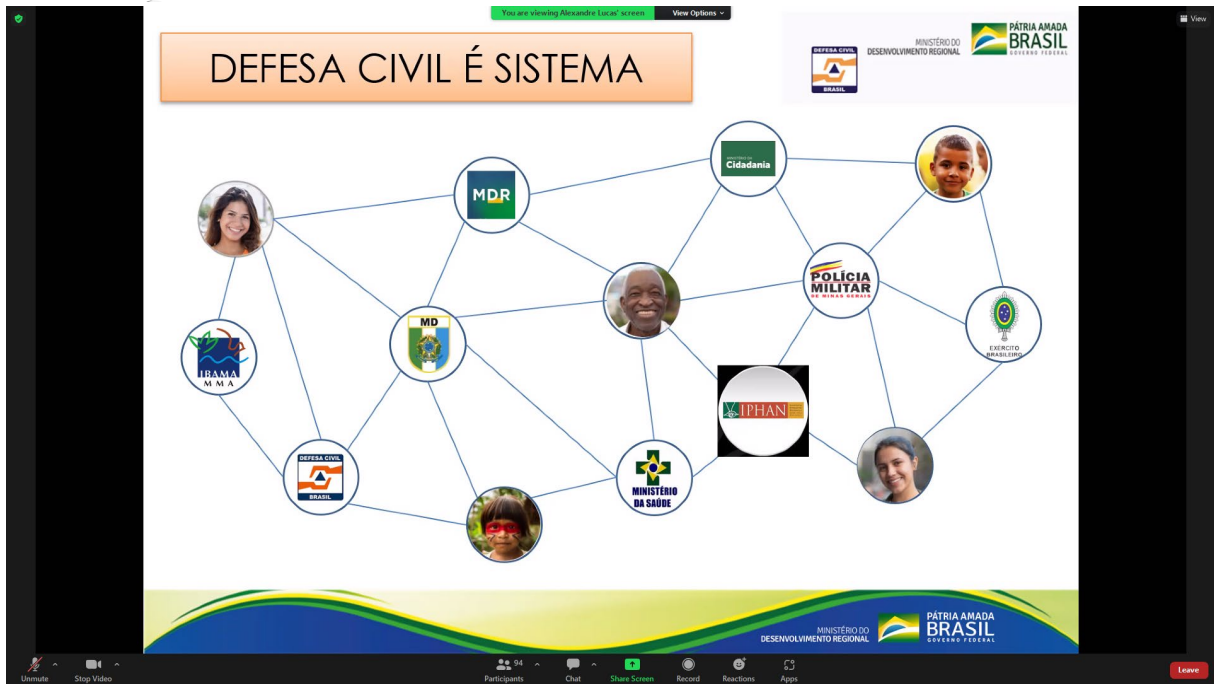 You are viewing Alexandre Lucas' screen
View Options
View
DEFESA CIVIL É SISTEMA
DEFESA CIVIL
BRASIL
MINISTÉRIO DO
DESENVOLVIMENTO REGIONAL
PÁTRIA AMADA
BRASIL
GOVERNO FEDERAL
MINISTÉRIO DA
Cidadania
MDR
POLÍCIA
MILITAR
DE MINAS GERAIS
MD
EXÉRCITO
BRASILEIRO
IBAMA
M M A
IPHAN
DEFESA CIVIL
BRASIL
MINISTÉRIO
DA SAÚDE
MINISTÉRIO DO
DESENVOLVIMENTO REGIONAL
PÁTRIA AMADA
BRASIL
GOVERNO FEDERAL
Unmute
Stop Video
94
Participants
Chat
Share Screen
Record
Reactions
Apps
Leave